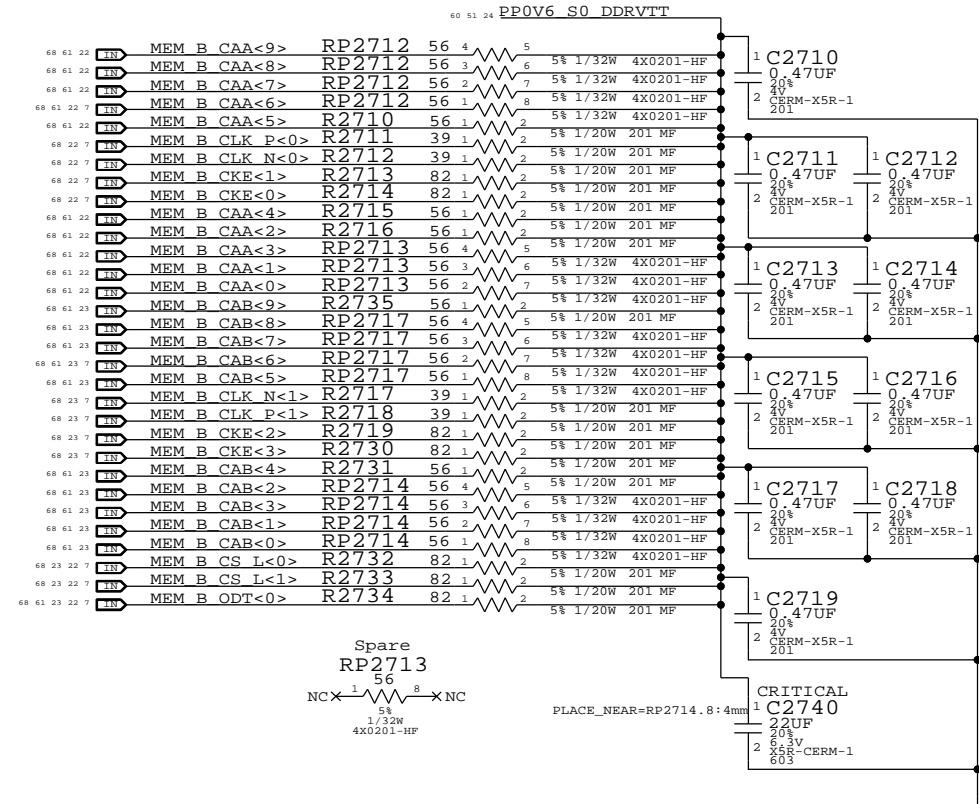 60 51 24 PP0V6_S0_DDRVTT
68 61 22 IN MEM_B_CAA<9> RP2712 56 4 5 5% 1/32W 4X0201-HF
68 61 22 IN MEM_B_CAA<8> RP2712 56 3 6 5% 1/32W 4X0201-HF
68 61 22 IN MEM_B_CAA<7> RP2712 56 2 7 5% 1/32W 4X0201-HF
68 61 22 7 IN MEM_B_CAA<6> RP2712 56 1 8 5% 1/32W 4X0201-HF
68 61 22 IN MEM_B_CAA<5> R2710 56 1 2 5% 1/20W 201 MF
68 22 7 IN MEM_B_CLK_P<0> R2711 39 1 2 5% 1/20W 201 MF
68 22 7 IN MEM_B_CLK_N<0> R2712 39 1 2 5% 1/20W 201 MF
68 22 7 IN MEM_B_CKE<1> R2713 82 1 2 5% 1/20W 201 MF
68 22 7 IN MEM_B_CKE<0> R2714 82 1 2 5% 1/20W 201 MF
68 61 22 IN MEM_B_CAA<4> R2715 56 1 2 5% 1/20W 201 MF
68 61 22 IN MEM_B_CAA<2> R2716 56 1 2 5% 1/20W 201 MF
68 61 22 IN MEM_B_CAA<3> RP2713 56 4 5 5% 1/32W 4X0201-HF
68 61 22 IN MEM_B_CAA<1> RP2713 56 3 6 5% 1/32W 4X0201-HF
68 61 22 IN MEM_B_CAA<0> RP2713 56 2 7 5% 1/32W 4X0201-HF
68 61 23 IN MEM_B_CAB<9> R2735 56 1 2 5% 1/20W 201 MF
68 61 23 IN MEM_B_CAB<8> RP2717 56 4 5 5% 1/32W 4X0201-HF
68 61 23 IN MEM_B_CAB<7> RP2717 56 3 6 5% 1/32W 4X0201-HF
68 61 23 7 IN MEM_B_CAB<6> RP2717 56 2 7 5% 1/32W 4X0201-HF
68 61 23 IN MEM_B_CAB<5> RP2717 56 1 8 5% 1/32W 4X0201-HF
68 23 7 IN MEM_B_CLK_N<1> R2717 39 1 2 5% 1/20W 201 MF
68 23 7 IN MEM_B_CLK_P<1> R2718 39 1 2 5% 1/20W 201 MF
68 23 7 IN MEM_B_CKE<2> R2719 82 1 2 5% 1/20W 201 MF
68 23 7 IN MEM_B_CKE<3> R2730 82 1 2 5% 1/20W 201 MF
68 61 23 IN MEM_B_CAB<4> R2731 56 1 2 5% 1/20W 201 MF
68 61 23 IN MEM_B_CAB<2> RP2714 56 4 5 5% 1/32W 4X0201-HF
68 61 23 IN MEM_B_CAB<3> RP2714 56 3 6 5% 1/32W 4X0201-HF
68 61 23 IN MEM_B_CAB<1> RP2714 56 2 7 5% 1/32W 4X0201-HF
68 61 23 IN MEM_B_CAB<0> RP2714 56 1 8 5% 1/32W 4X0201-HF
68 23 22 7 IN MEM_B_CS_L<0> R2732 82 1 2 5% 1/20W 201 MF
68 23 22 7 IN MEM_B_CS_L<1> R2733 82 1 2 5% 1/20W 201 MF
68 61 23 22 7 IN MEM_B_ODT<0> R2734 82 1 2 5% 1/20W 201 MF
Spare
RP2713
56
NC 1 8 NC
5%
1/32W
4X0201-HF
1 C2710
0.47UF
20%
4V
2 CERM-X5R-1
201
1 C2711 1 C2712
0.47UF 0.47UF
20% 20%
4V 4V
2 CERM-X5R-1 2 CERM-X5R-1
201 201
1 C2713 1 C2714
0.47UF 0.47UF
20% 20%
4V 4V
2 CERM-X5R-1 2 CERM-X5R-1
201 201
1 C2715 1 C2716
0.47UF 0.47UF
20% 20%
4V 4V
2 CERM-X5R-1 2 CERM-X5R-1
201 201
1 C2717 1 C2718
0.47UF 0.47UF
20% 20%
4V 4V
2 CERM-X5R-1 2 CERM-X5R-1
201 201
1 C2719
0.47UF
20%
4V
2 CERM-X5R-1
201
CRITICAL
PLACE_NEAR=RP2714.8:4mm 1 C2740
22UF
20%
6.3V
2 X5R-CERM-1
603